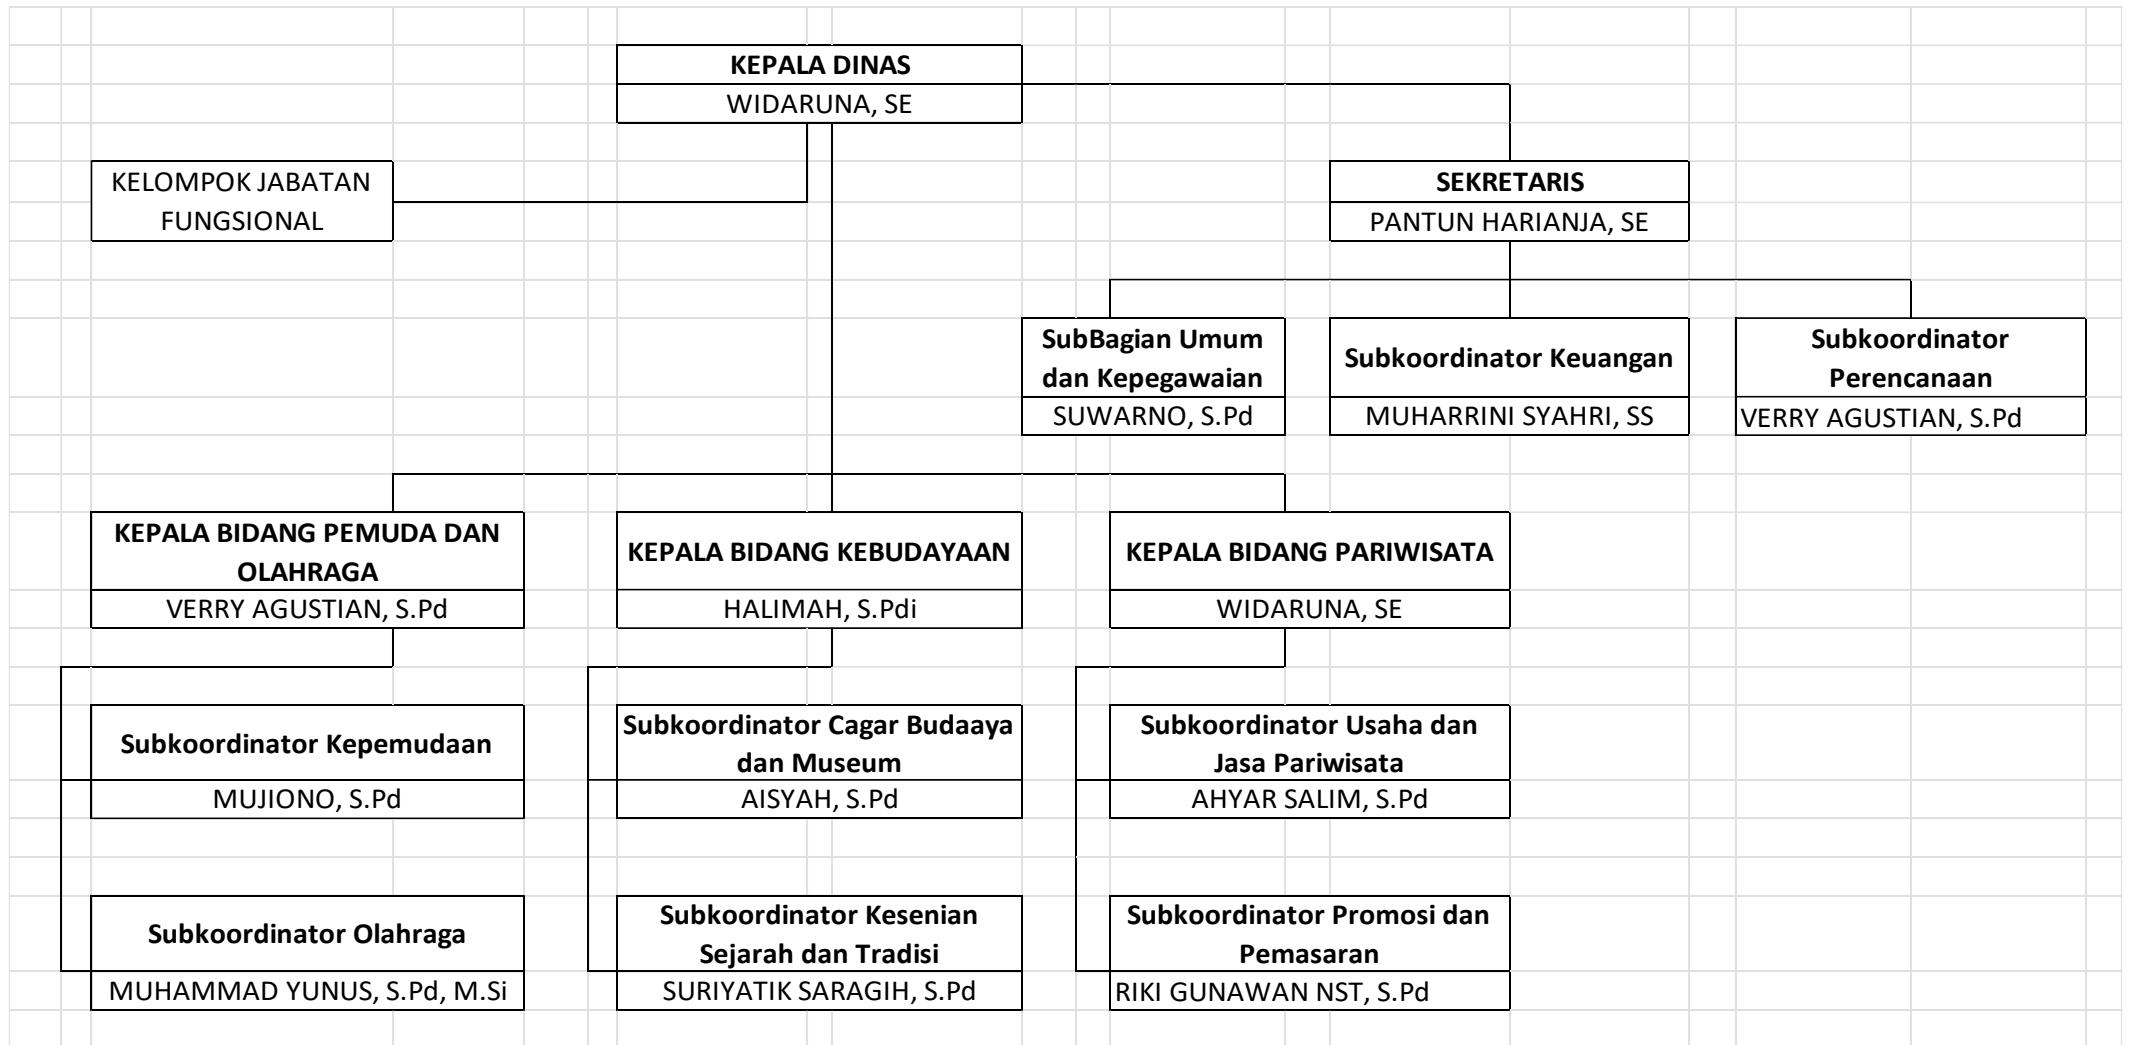 KEPALA DINAS
WIDARUNA, SE
KELOMPOK JABATAN
FUNGSIONAL
SEKRETARIS
PANTUN HARIANJA, SE
SubBagian Umum
dan Kepegawaian
SUWARNO, S.Pd
Subkoordinator Keuangan
MUHARRINI SYAHRI, SS
Subkoordinator
Perencanaan
VERRY AGUSTIAN, S.Pd
KEPALA BIDANG PEMUDA DAN
OLAHRAGA
VERRY AGUSTIAN, S.Pd
KEPALA BIDANG KEBUDAYAAN
HALIMAH, S.Pdi
KEPALA BIDANG PARIWISATA
WIDARUNA, SE
Subkoordinator Kepemudaan
MUJIONO, S.Pd
Subkoordinator Cagar Budaaya
dan Museum
AISYAH, S.Pd
Subkoordinator Usaha dan
Jasa Pariwisata
AHYAR SALIM, S.Pd
Subkoordinator Olahraga
MUHAMMAD YUNUS, S.Pd, M.Si
Subkoordinator Kesenian
Sejarah dan Tradisi
SURIYATIK SARAGIH, S.Pd
Subkoordinator Promosi dan
Pemasaran
RIKI GUNAWAN NST, S.Pd